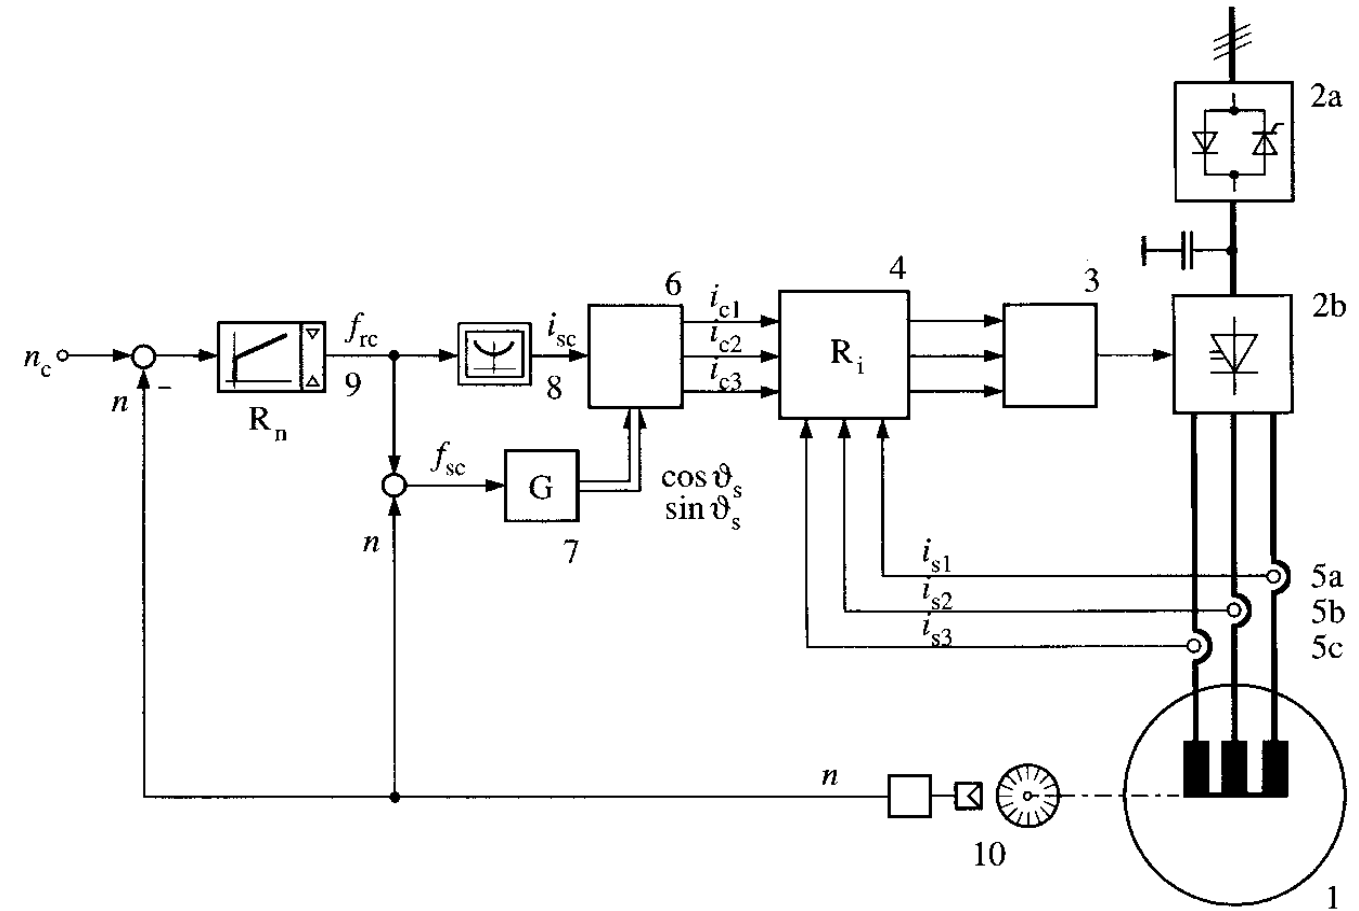 2a
2b
6
4
3
i_c1
i_c2
i_c3
f_rc
i_sc
n_c
R_i
9
8
n
–
R_n
f_sc
G
cos ϑ_s
sin ϑ_s
n
7
i_s1
5a
i_s2
5b
i_s3
5c
n
10
1